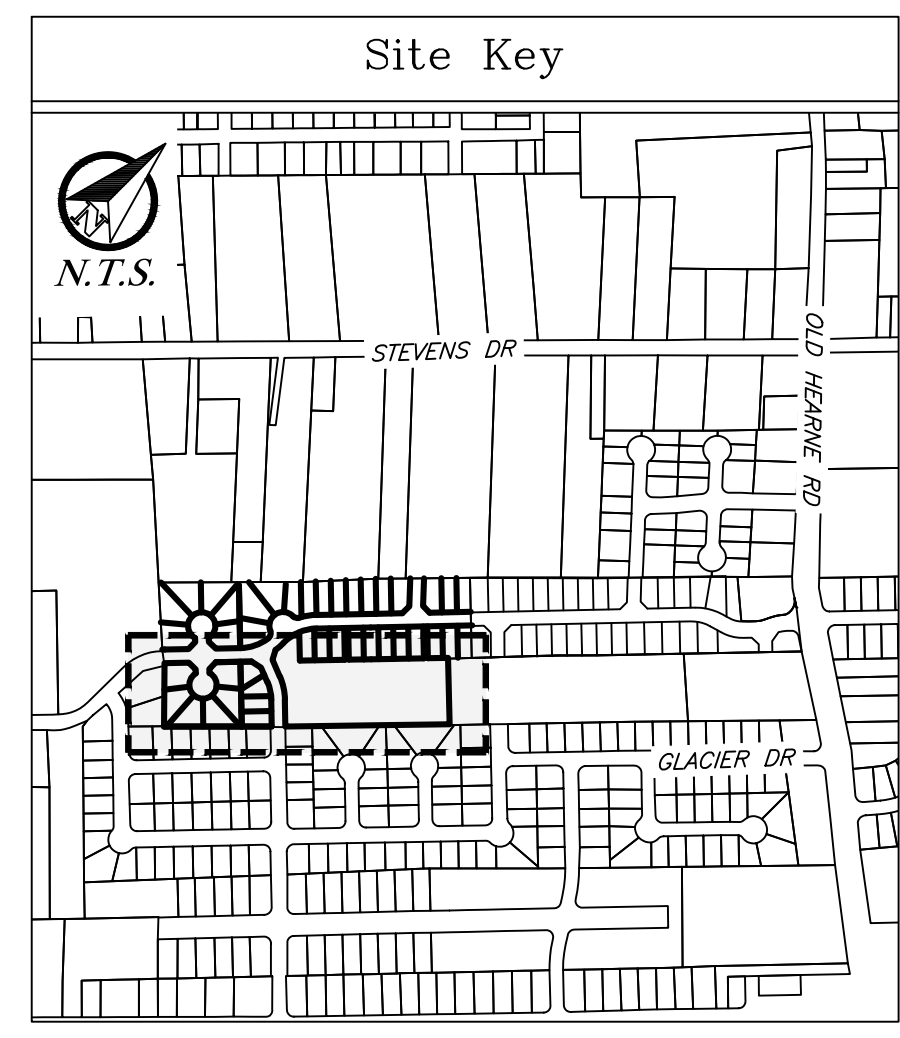 Site Key
N
N.T.S.
STEVENS DR
OLD HEARNE RD
GLACIER DR